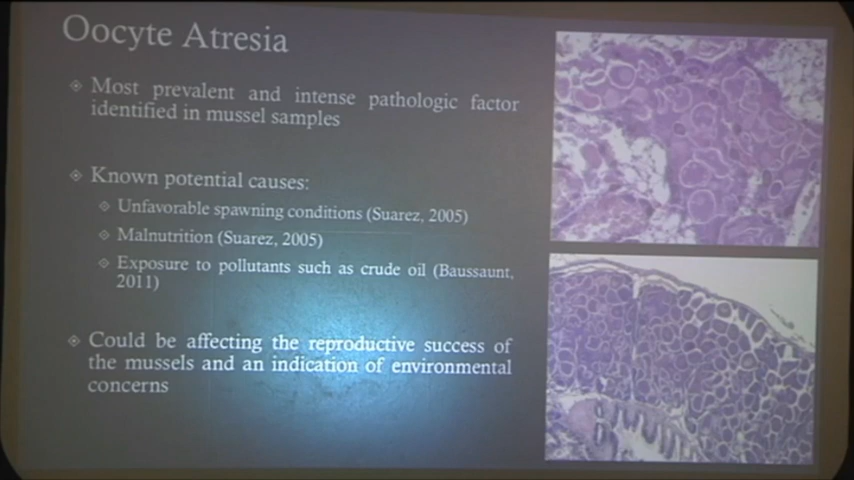 Oocyte Atresia
Most prevalent and intense pathologic factor
identified in mussel samples
Known potential causes:
Unfavorable spawning conditions (Suarez, 2005)
Malnutrition (Suarez, 2005)
Exposure to pollutants such as crude oil (Baussaunt,
2011)
Could be affecting the reproductive success of
the mussels and an indication of environmental
concerns